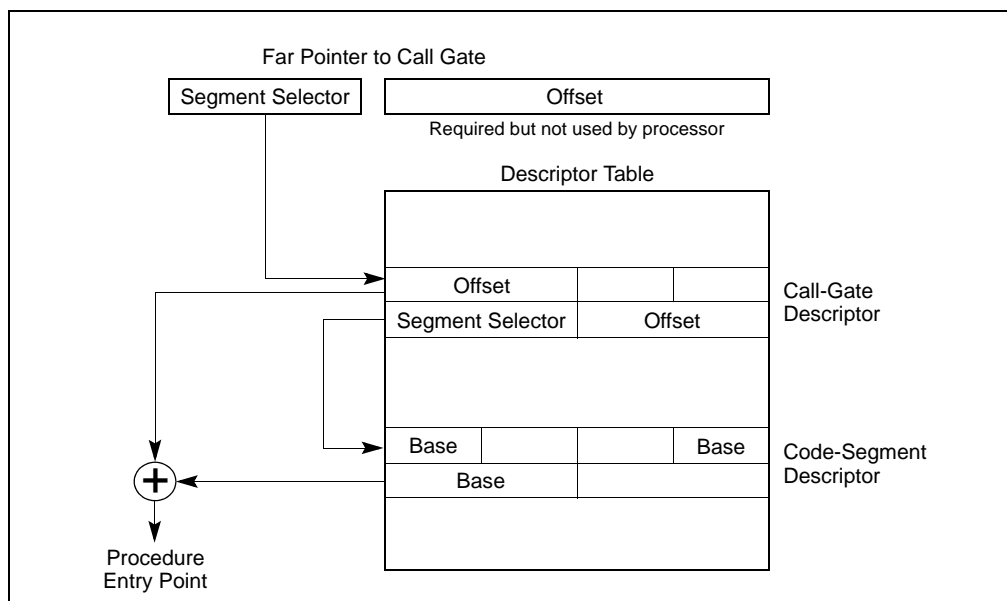 Far Pointer to Call Gate
Segment Selector
Offset
Required but not used by processor
Descriptor Table
Offset
Segment Selector
Offset
Call-Gate
Descriptor
Base
Base
Base
Code-Segment
Descriptor
+
Procedure
Entry Point